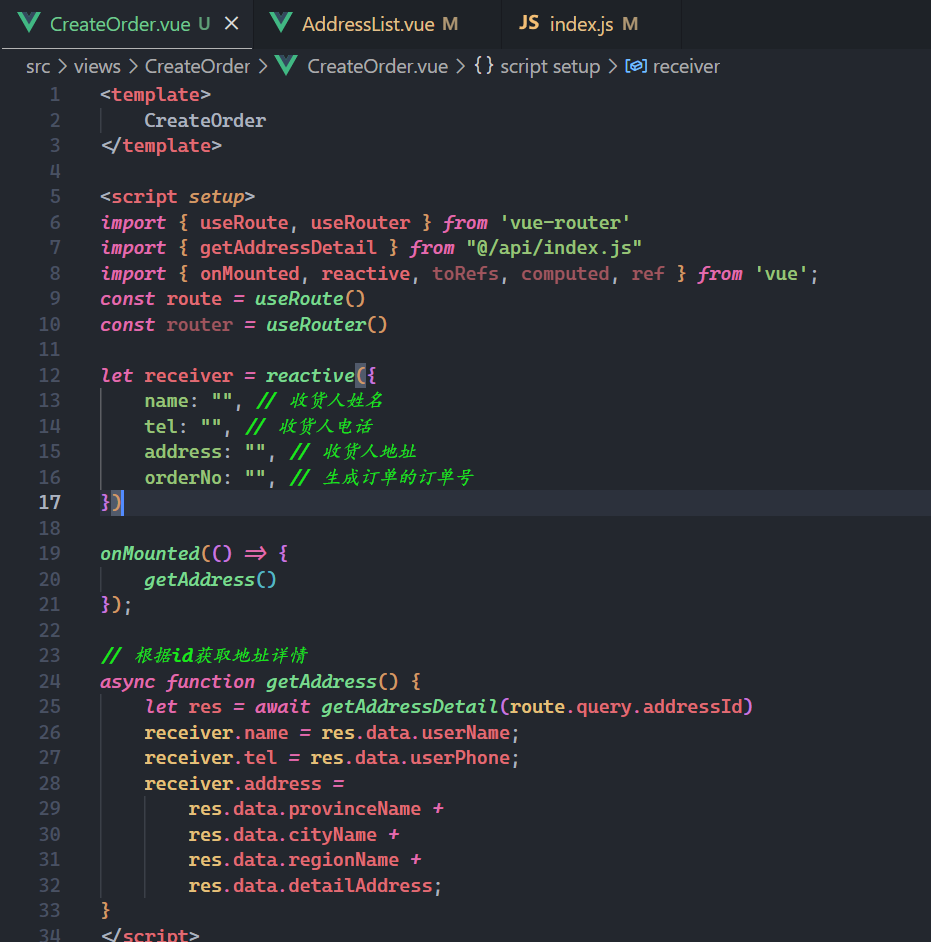 CreateOrder.vue U ×  AddressList.vue M  JS index.js M
src > views > CreateOrder > CreateOrder.vue > {} script setup > receiver
1 <template>
2     CreateOrder
3 </template>
4
5 <script setup>
6 import { useRoute, useRouter } from 'vue-router'
7 import { getAddressDetail } from "@/api/index.js"
8 import { onMounted, reactive, toRefs, computed, ref } from 'vue';
9 const route = useRoute()
10 const router = useRouter()
11
12 let receiver = reactive({
13     name: "", // 收货人姓名
14     tel: "", // 收货人电话
15     address: "", // 收货人地址
16     orderNo: "", // 生成订单的订单号
17 })
18
19 onMounted(() => {
20     getAddress()
21 });
22
23 // 根据id获取地址详情
24 async function getAddress() {
25     let res = await getAddressDetail(route.query.addressId)
26     receiver.name = res.data.userName;
27     receiver.tel = res.data.userPhone;
28     receiver.address =
29         res.data.provinceName +
30         res.data.cityName +
31         res.data.regionName +
32         res.data.detailAddress;
33 }
34 </script>